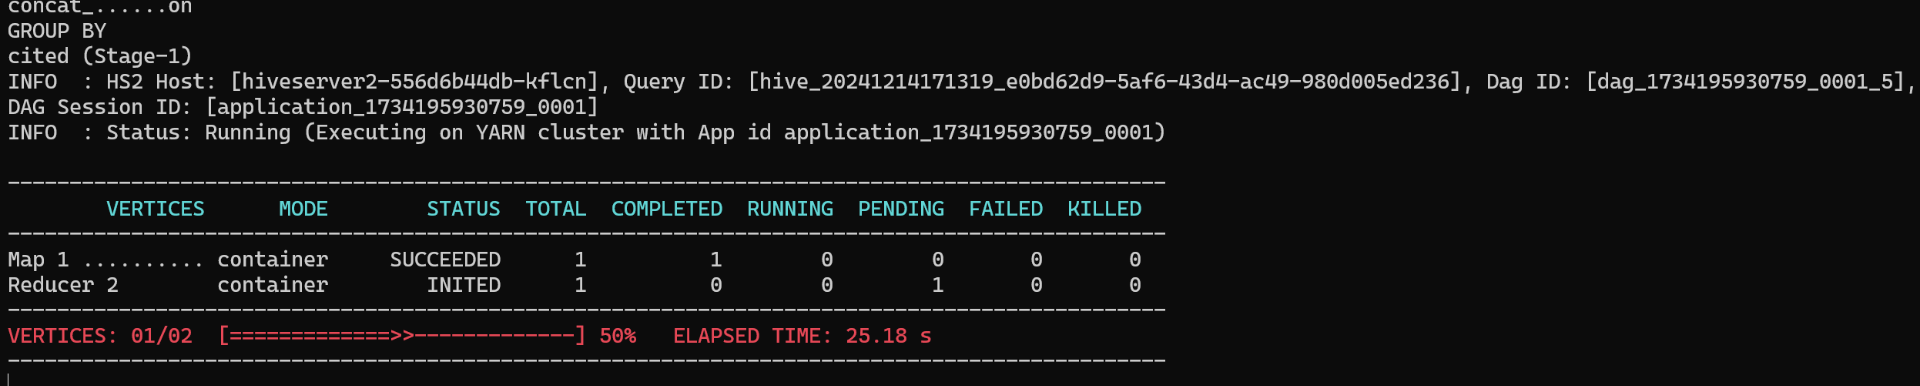 concat_......on
GROUP BY
cited (Stage-1)
INFO  : HS2 Host: [hiveserver2-556d6b44db-kflcn], Query ID: [hive_20241214171319_e0bd62d9-5af6-43d4-ac49-980d005ed236], Dag ID: [dag_1734195930759_0001_5],
DAG Session ID: [application_1734195930759_0001]
INFO  : Status: Running (Executing on YARN cluster with App id application_1734195930759_0001)
----------------------------------------------------------------------------------------------
        VERTICES      MODE        STATUS  TOTAL  COMPLETED  RUNNING  PENDING  FAILED  KILLED
----------------------------------------------------------------------------------------------
Map 1 .......... container     SUCCEEDED      1          1        0        0       0       0
Reducer 2        container        INITED      1          0        0        1       0       0
----------------------------------------------------------------------------------------------
VERTICES: 01/02  [=============>>-------------] 50%   ELAPSED TIME: 25.18 s
----------------------------------------------------------------------------------------------